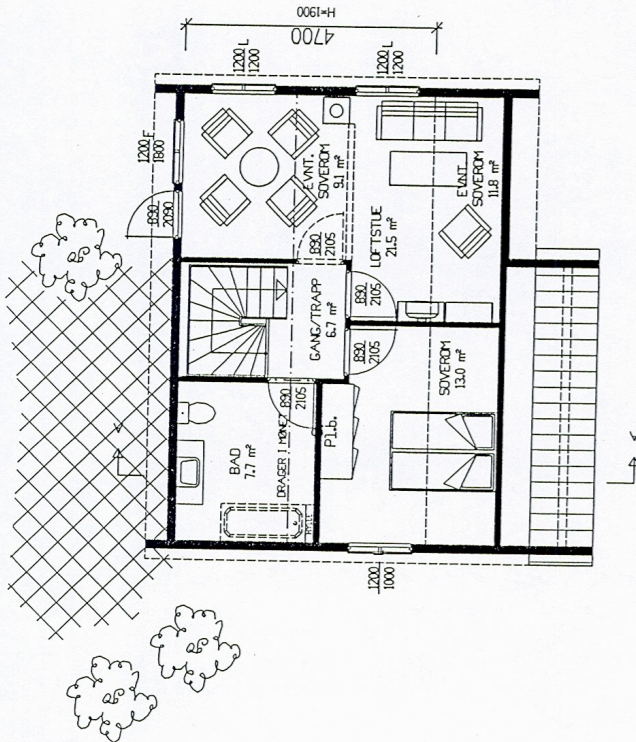 H=1900
4700
1200 L
1200
1200 L
1200
1200 F
1800
890
2090
EVNT.
SOVEROM
9.1 m²
EVNT.
SOVEROM
11.8 m²
LOFTSTUE
21.5 m²
890
2105
GANG/TRAPP
6.7 m²
890
2105
890
2105
SOVEROM
13.0 m²
890
2105
Pl.b.
BAD
7.7 m²
DRAGER I MØNET
1200
1000